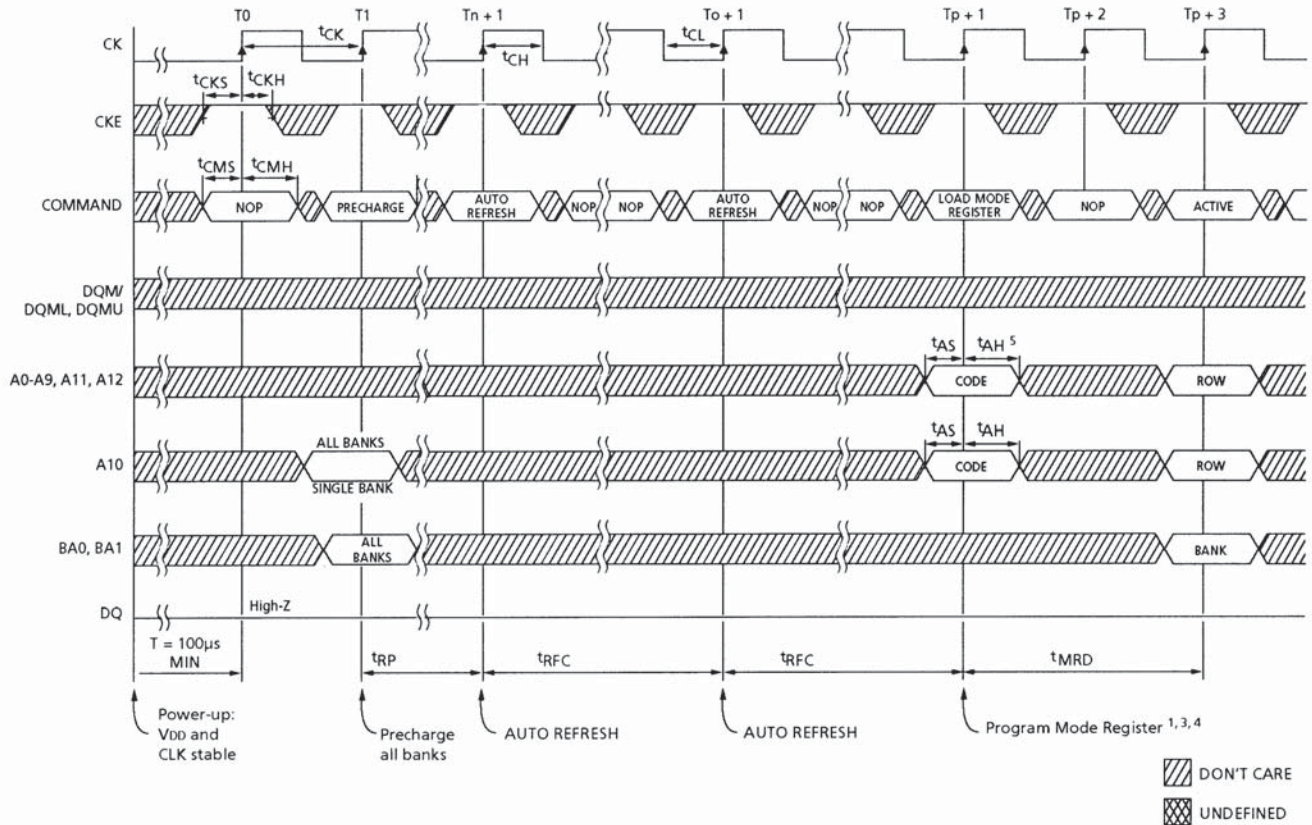 T0 T1 Tn + 1 To + 1 Tp + 1 Tp + 2 Tp + 3
CK tCK tCH tCL
tCKS tCKH
CKE
tCMS tCMH
COMMAND NOP PRECHARGE AUTO REFRESH NOP NOP AUTO REFRESH NOP NOP LOAD MODE REGISTER NOP ACTIVE
DQM/
DQML, DQMU
tAS tAH 5
A0-A9, A11, A12 CODE ROW
ALL BANKS tAS tAH
A10 CODE ROW
SINGLE BANK
BA0, BA1 ALL BANKS BANK
DQ High-Z
T = 100µs
MIN tRP tRFC tRFC tMRD
Power-up:
VDD and
CLK stable
Precharge
all banks
AUTO REFRESH
AUTO REFRESH
Program Mode Register 1, 3, 4
DON'T CARE
UNDEFINED